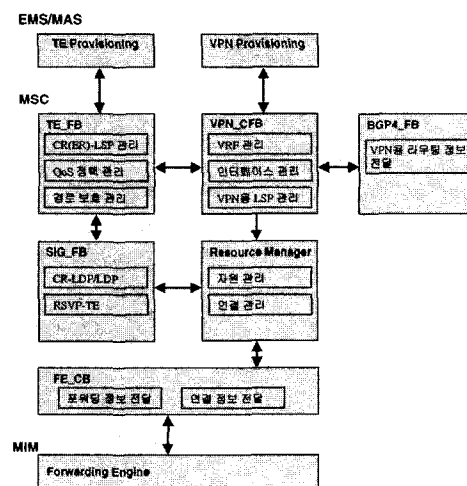 EMS/MAS
TE Provisioning
VPN Provisioning
MSC
TE_FB
CR(ER)-LSP 관리
QoS 정책 관리
경로 보호 관리
VPN_CFB
VRF 관리
인터페이스 관리
VPN용 LSP 관리
BGP4_FB
VPN용 라우팅 정보
전달
SIG_FB
CR-LDP/LDP
RSVP-TE
Resource Manager
자원 관리
연결 관리
FE_CB
포워딩 정보 전달
연결 정보 전달
MIM
Forwarding Engine